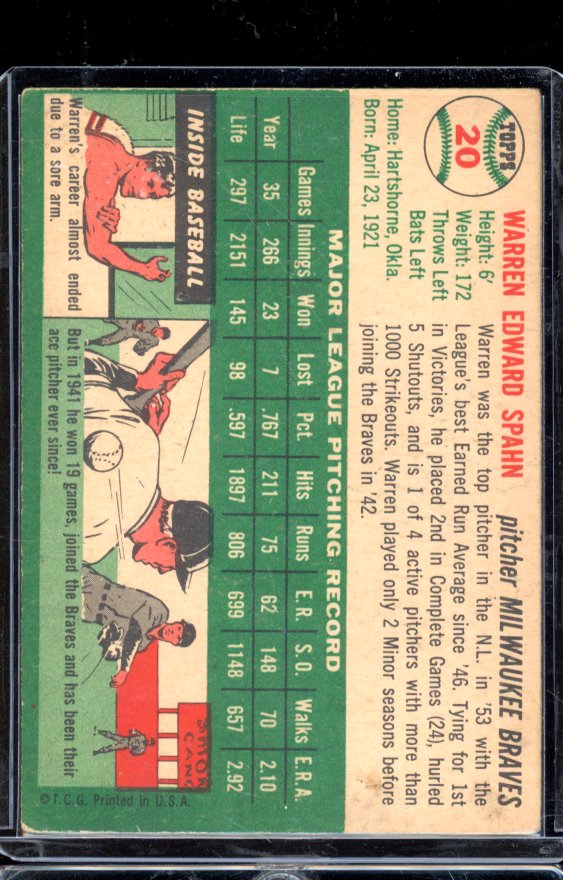 TOPPS
20
WARREN EDWARD SPAHN
pitcher MILWAUKEE BRAVES
Height: 6'
Weight: 172
Throws Left
Bats Left
Home: Hartshorne, Okla.
Born: April 23, 1921
Warren was the top pitcher in the N.L. in '53 with the
League's best Earned Run Average since '46. Tying for 1st
in Victories, he placed 2nd in Complete Games (24), hurled
5 Shutouts, and is 1 of 4 active pitchers with more than
1000 Strikeouts. Warren played only 2 Minor seasons before
joining the Braves in '42.
MAJOR LEAGUE PITCHING RECORD
Games Innings Won Lost Pct. Hits Runs E.R. S.O. Walks E.R.A.
Year 35 266 23 7 .767 211 75 62 148 70 2.10
Life 297 2151 145 98 .597 1897 806 699 1148 657 2.92
INSIDE BASEBALL
Warren's career almost ended
due to a sore arm.
But in 1941 he won 19 games, joined the Braves and has been their
ace pitcher ever since!
©T.C.G. Printed in U.S.A.